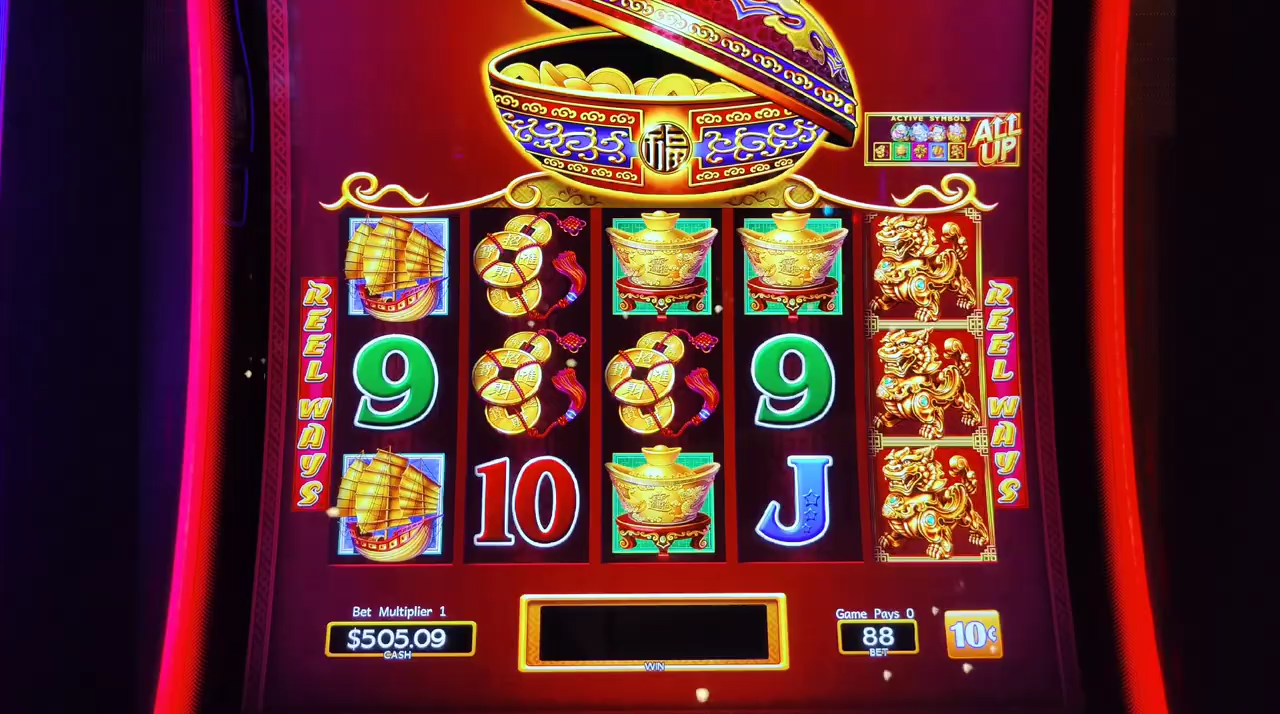 福
ACTIVE SYMBOLS
ALL
UP
REEL WAYS
REEL WAYS
9
9
10
J
Bet Multiplier 1
$505.09
CASH
WIN
Game Pays 0
88
BET
10¢